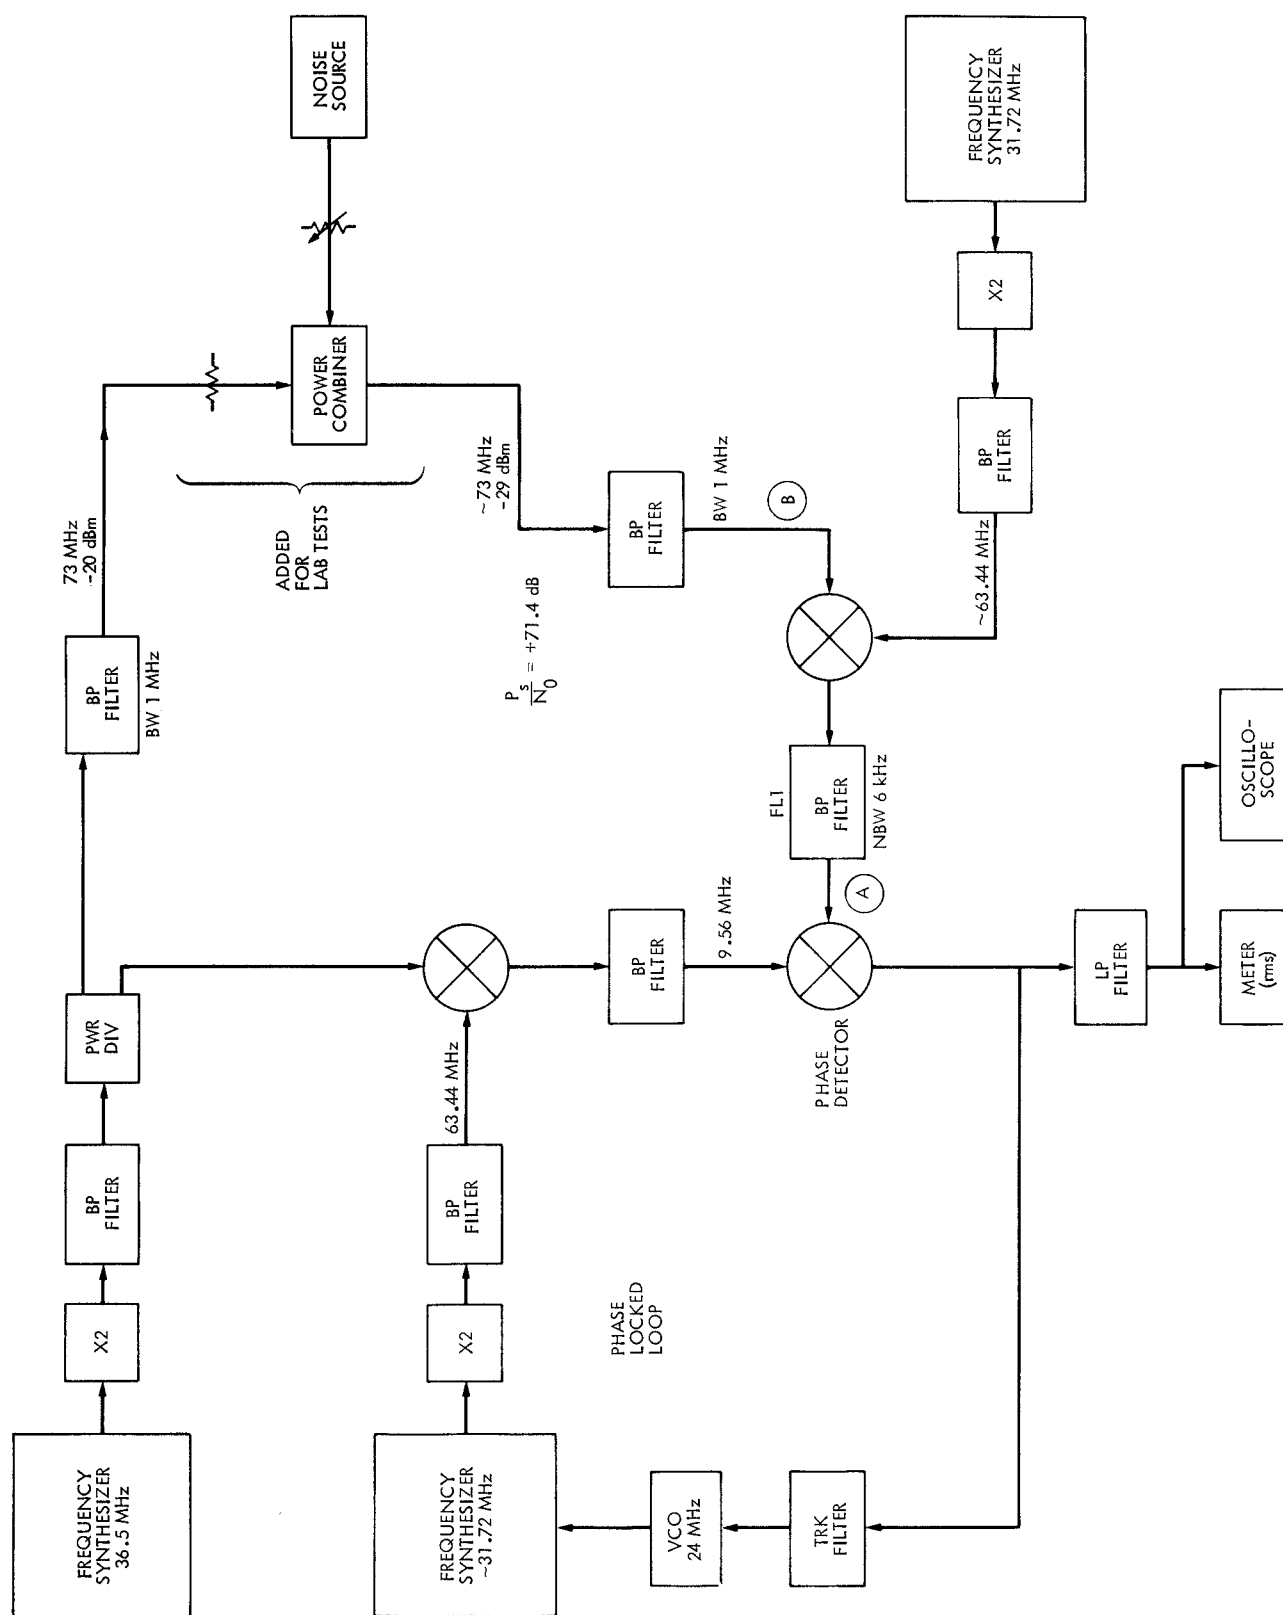 FREQUENCY
SYNTHESIZER
36.5 MHz
X2
BP
FILTER
PWR
DIV
BP
FILTER
BW 1 MHz
73 MHz
-20 dBm
ADDED
FOR
LAB TESTS
POWER
COMBINER
NOISE
SOURCE
FREQUENCY
SYNTHESIZER
~31.72 MHz
X2
BP
FILTER
63.44 MHz
~73 MHz
-29 dBm
P_s/N_0 = +71.4 dB
PHASE
LOCKED
LOOP
BP
FILTER
9.56 MHz
BP
FILTER
BW 1 MHz
B
VCO
24 MHz
TRK
FILTER
PHASE
DETECTOR
A
FL1
BP
FILTER
NBW 6 kHz
~63.44 MHz
BP
FILTER
X2
FREQUENCY
SYNTHESIZER
31.72 MHz
LP
FILTER
METER
(rms)
OSCILLO-
SCOPE